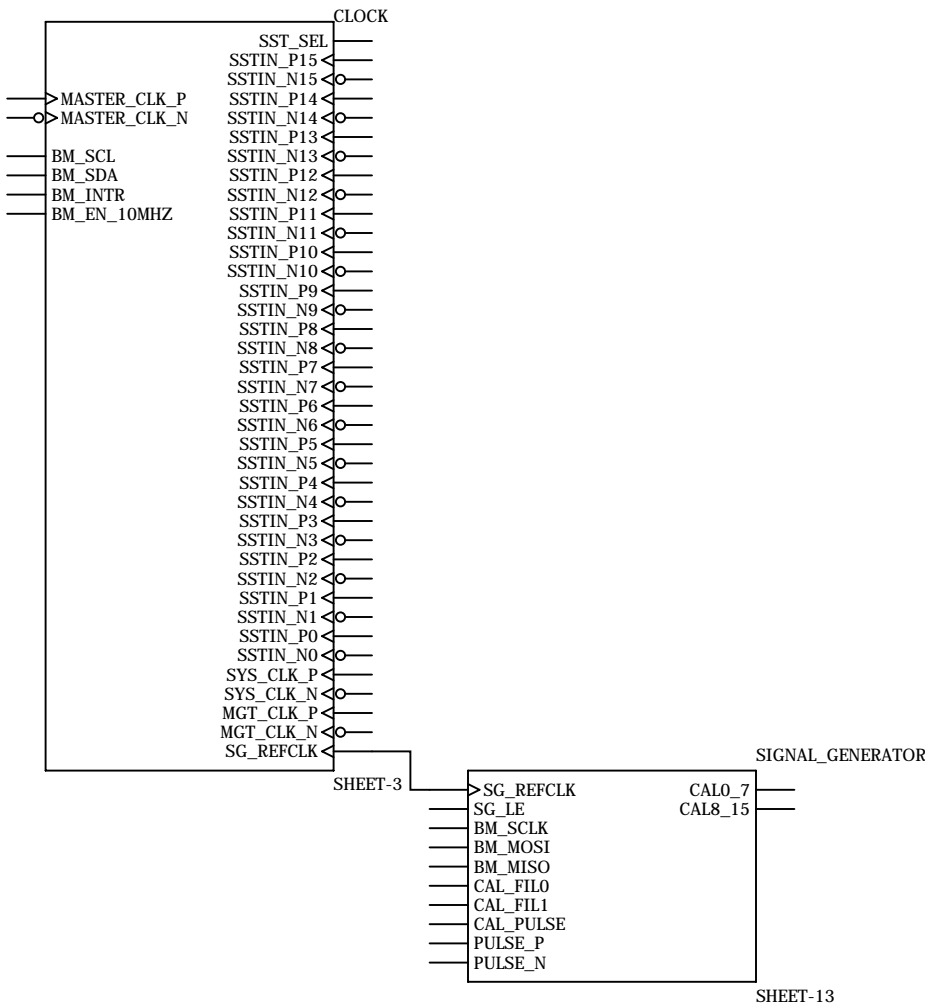 CLOCK
SST_SEL
SSTIN_P15
SSTIN_N15
MASTER_CLK_P SSTIN_P14
MASTER_CLK_N SSTIN_N14
SSTIN_P13
BM_SCL SSTIN_N13
BM_SDA SSTIN_P12
BM_INTR SSTIN_N12
BM_EN_10MHZ SSTIN_P11
SSTIN_N11
SSTIN_P10
SSTIN_N10
SSTIN_P9
SSTIN_N9
SSTIN_P8
SSTIN_N8
SSTIN_P7
SSTIN_N7
SSTIN_P6
SSTIN_N6
SSTIN_P5
SSTIN_N5
SSTIN_P4
SSTIN_N4
SSTIN_P3
SSTIN_N3
SSTIN_P2
SSTIN_N2
SSTIN_P1
SSTIN_N1
SSTIN_P0
SSTIN_N0
SYS_CLK_P
SYS_CLK_N
MGT_CLK_P
MGT_CLK_N
SG_REFCLK
SHEET-3
SIGNAL_GENERATOR
SG_REFCLK CAL0_7
SG_LE CAL8_15
BM_SCLK
BM_MOSI
BM_MISO
CAL_FIL0
CAL_FIL1
CAL_PULSE
PULSE_P
PULSE_N
SHEET-13